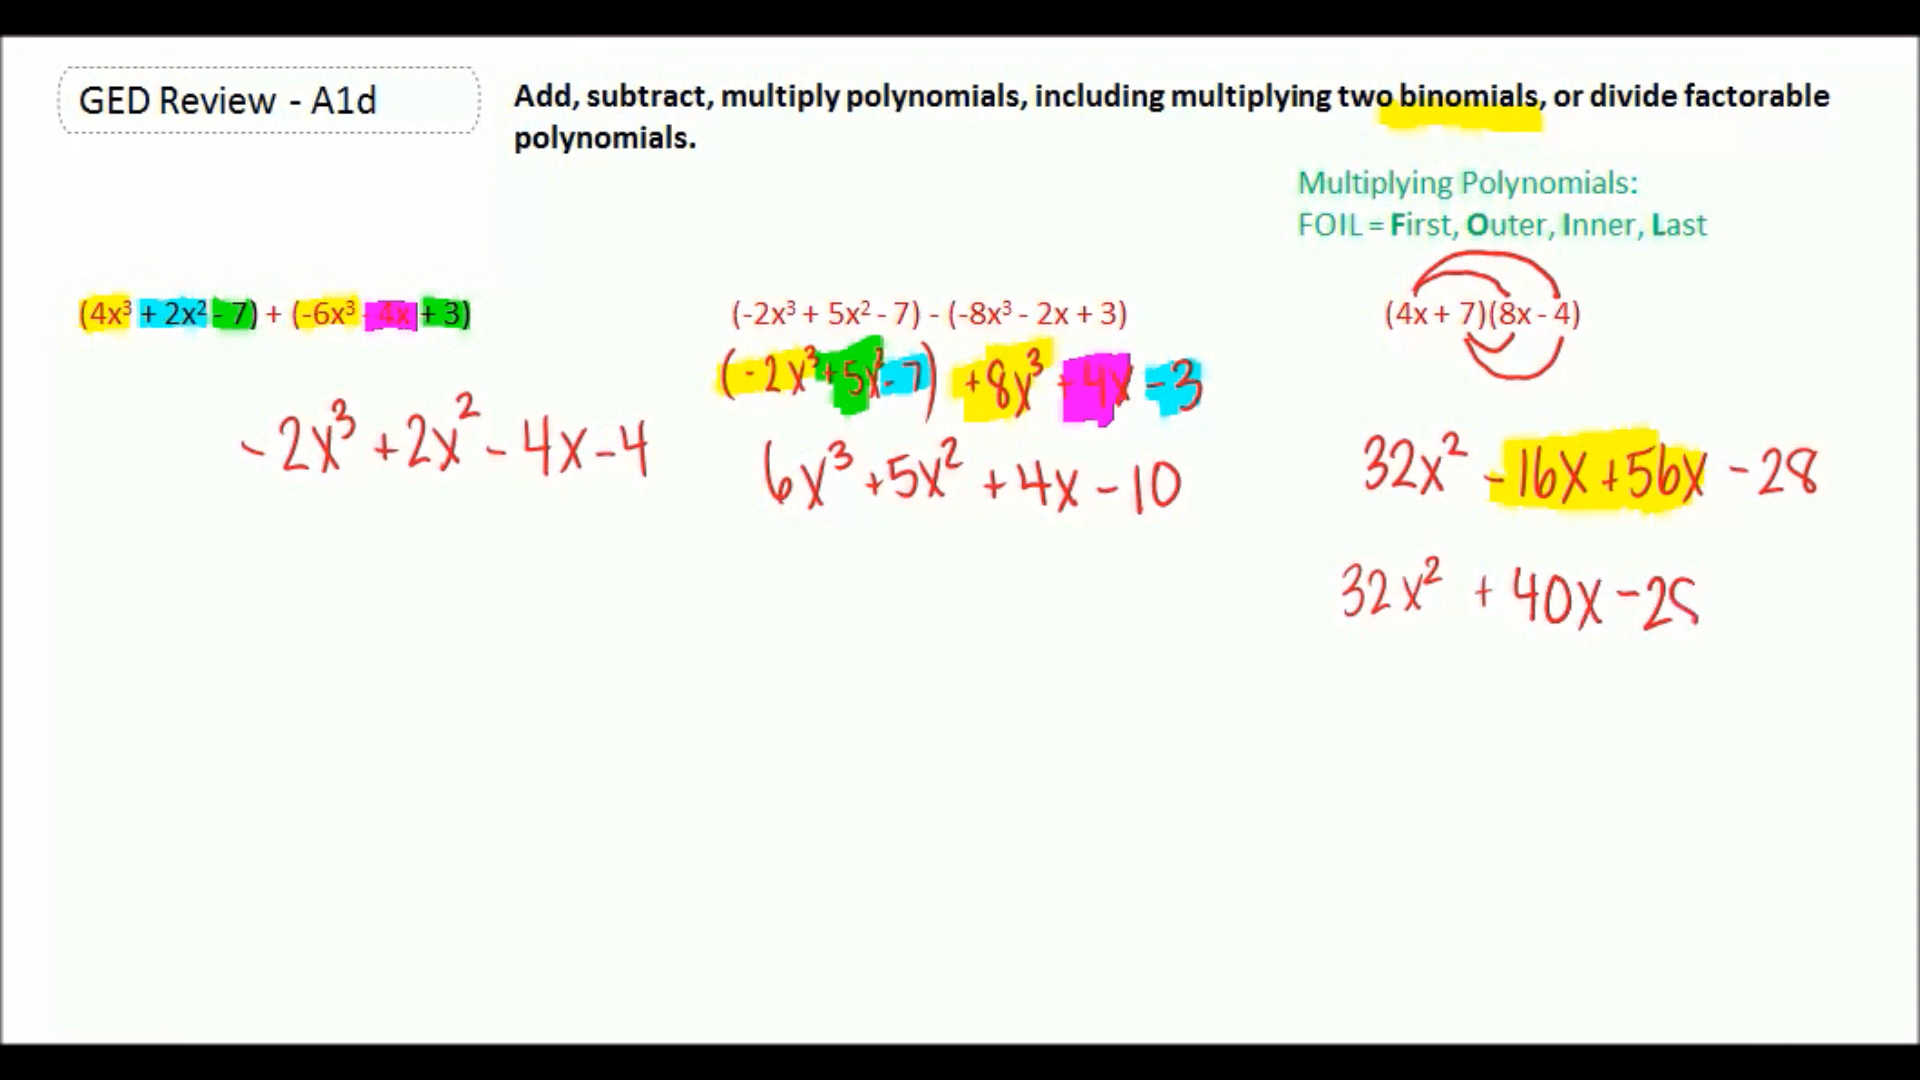 GED Review - A1d
Add, subtract, multiply polynomials, including multiplying two binomials, or divide factorable
polynomials.
Multiplying Polynomials:
FOIL = First, Outer, Inner, Last
(4x³ + 2x² - 7) + (-6x³ - 4x + 3)
-2x³ + 2x² - 4x - 4
(-2x³ + 5x² - 7) - (-8x³ - 2x + 3)
(-2x³ + 5x² - 7) + 8x³ + 4x - 3
6x³ + 5x² + 4x - 10
(4x + 7)(8x - 4)
32x² - 16x + 56x - 28
32x² + 40x - 28